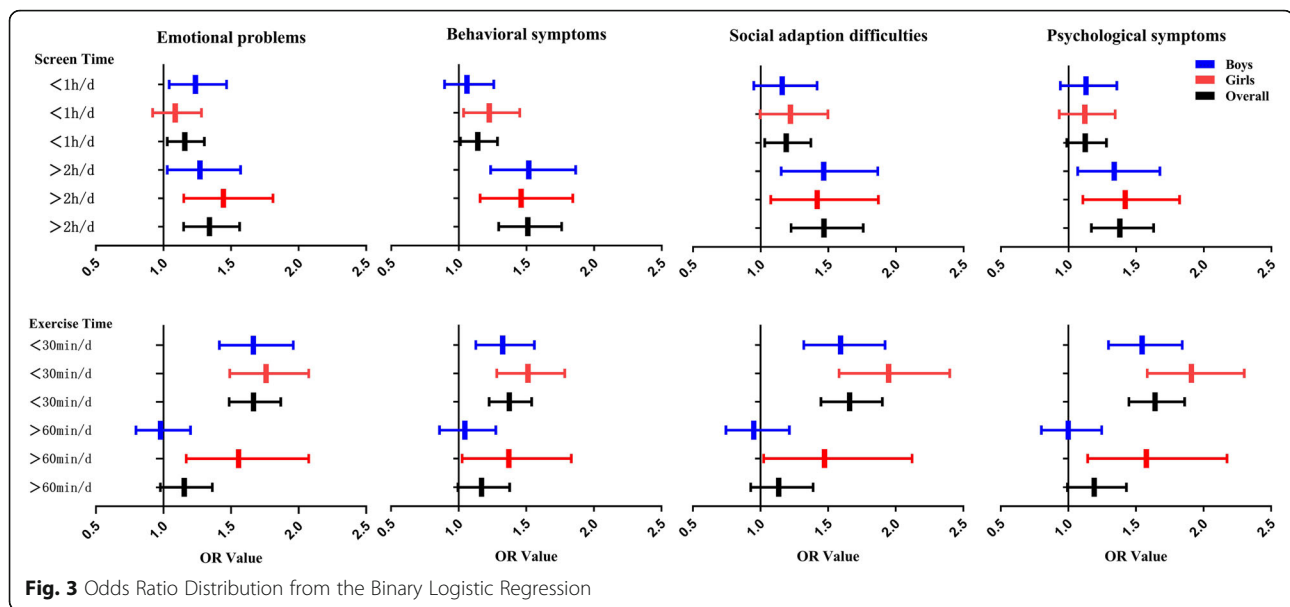 Emotional problems
Behavioral symptoms
Social adaption difficulties
Psychological symptoms
Boys
Girls
Overall
Screen Time
<1h/d
<1h/d
<1h/d
>2h/d
>2h/d
>2h/d
0.5 1.0 1.5 2.0 2.5
0.5 1.0 1.5 2.0 2.5
0.5 1.0 1.5 2.0 2.5
0.5 1.0 1.5 2.0 2.5
Exercise Time
<30min/d
<30min/d
<30min/d
>60min/d
>60min/d
>60min/d
0.5 1.0 1.5 2.0 2.5
0.5 1.0 1.5 2.0 2.5
0.5 1.0 1.5 2.0 2.5
0.5 1.0 1.5 2.0 2.5
OR Value
OR Value
OR Value
OR Value
Fig. 3 Odds Ratio Distribution from the Binary Logistic Regression